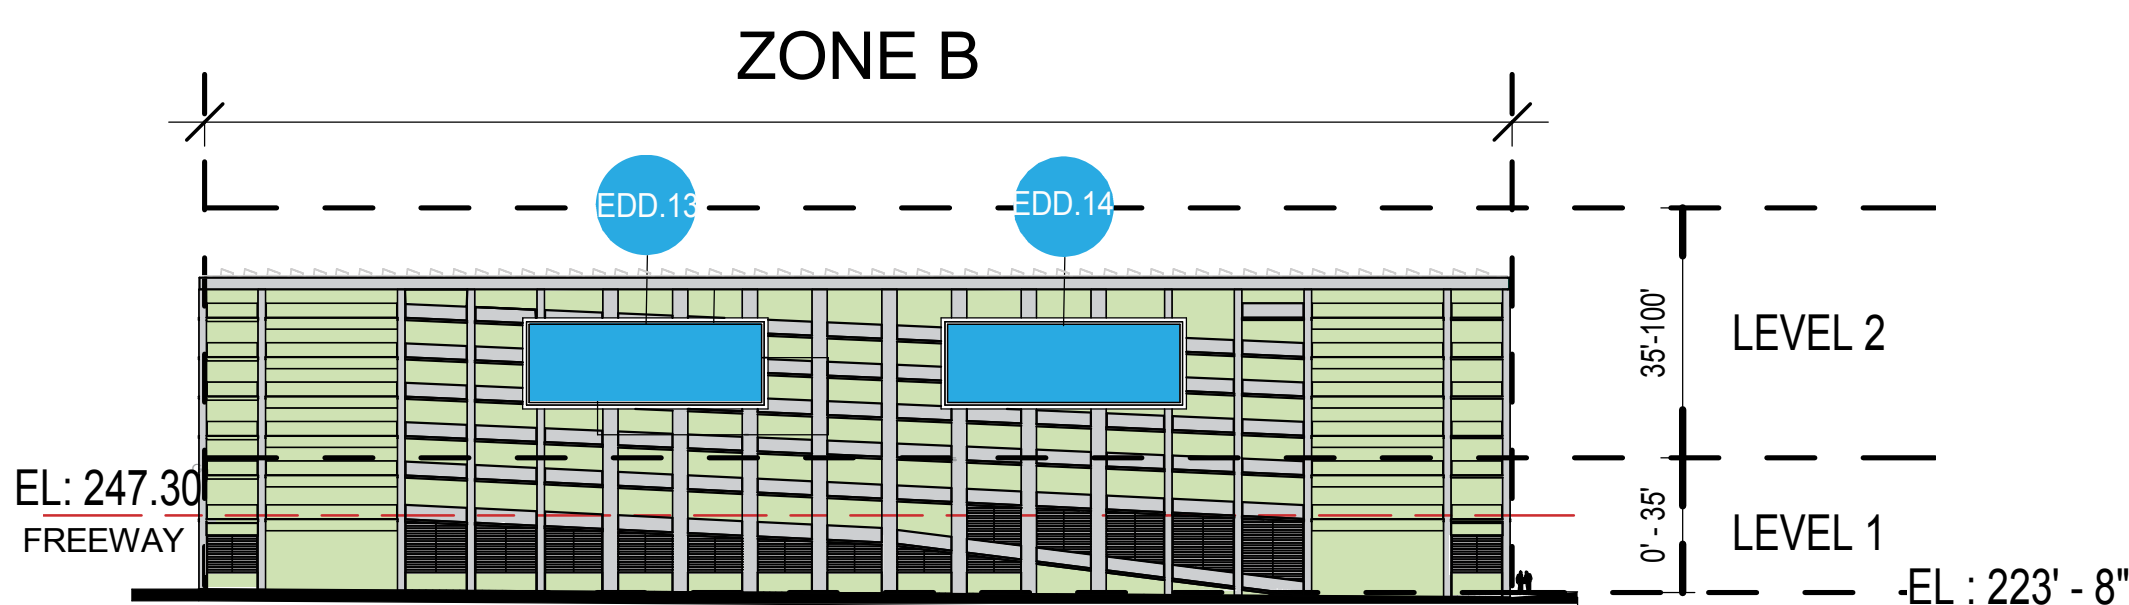 ZONE B
EDD.13
EDD.14
35'-100'
LEVEL 2
EL: 247.30
FREEWAY
0' - 35'
LEVEL 1
EL : 223' - 8"